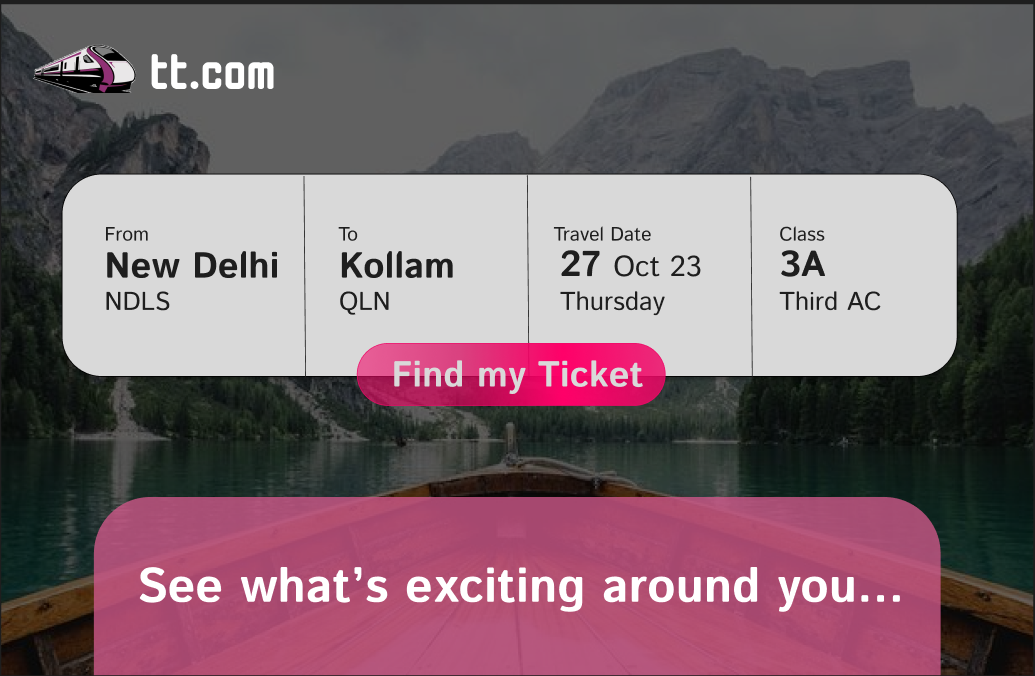 tt.com
From
New Delhi
NDLS
To
Kollam
QLN
Travel Date
27 Oct 23
Thursday
Class
3A
Third AC
Find my Ticket
See what’s exciting around you...